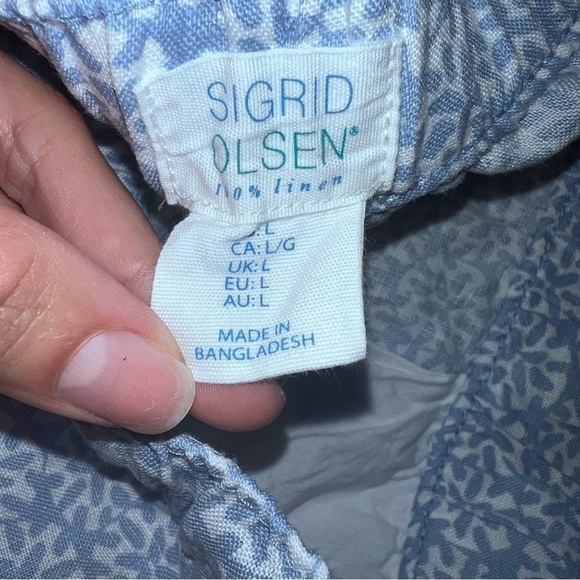 SIGRID
OLSEN®
100% linen
: L
CA: L/G
UK: L
EU: L
AU: L
MADE IN
BANGLADESH